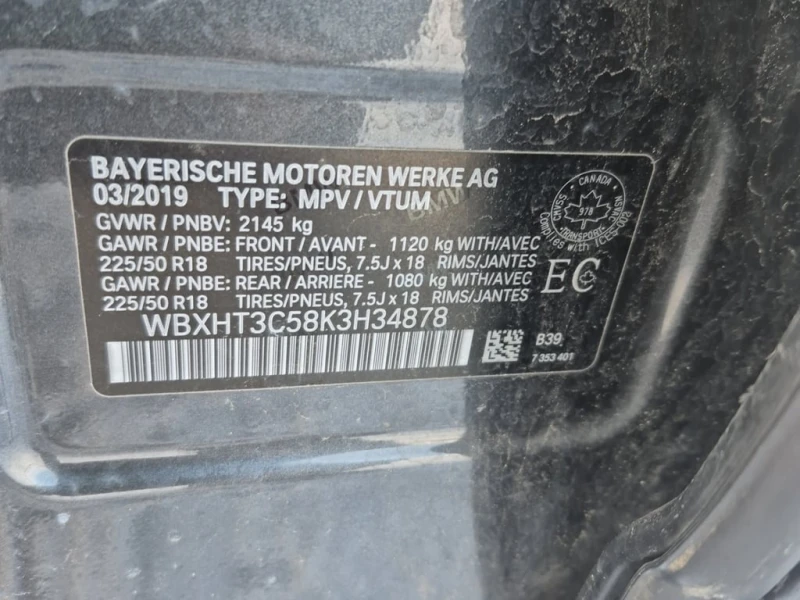 BAYERISCHE MOTOREN WERKE AG
03/2019 TYPE: MPV / VTUM
GVWR / PNBV: 2145 kg
GAWR / PNBE: FRONT / AVANT - 1120 kg WITH/AVEC
225/50 R18 TIRES/PNEUS, 7.5J x 18 RIMS/JANTES
GAWR / PNBE: REAR / ARRIERE - 1080 kg WITH/AVEC
225/50 R18 TIRES/PNEUS, 7.5J x 18 RIMS/JANTES
WBXHT3C58K3H34878
CANADA
978
TRANSPORT
EC
B39
7 353 401